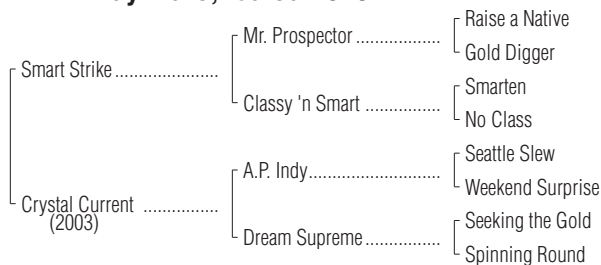 Raise a Native
Mr. Prospector ..................
Gold Digger
Smart Strike ......................
Smarten
Classy 'n Smart ................
No Class
Seattle Slew
A.P. Indy............................
Weekend Surprise
Crystal Current ................
(2003)
Seeking the Gold
Dream Supreme................
Spinning Round